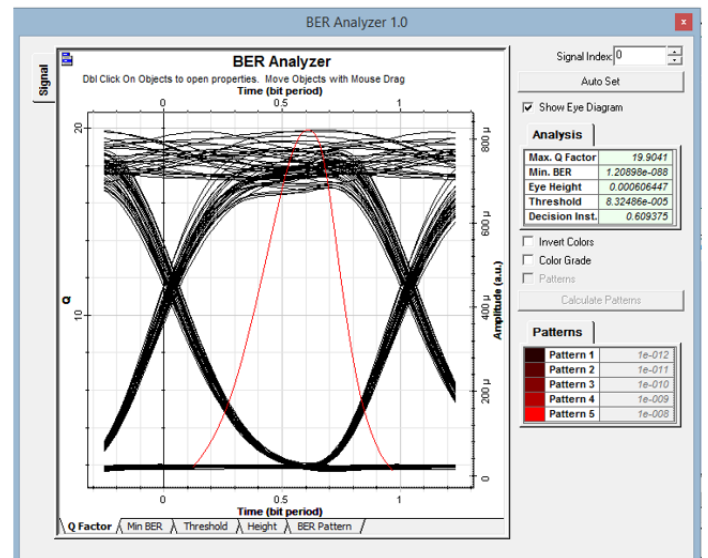 BER Analyzer 1.0
x
Signal
BER Analyzer
Dbl Click On Objects to open properties. Move Objects with Mouse Drag
Time (bit period)
0 0.5 1
20
10
Q
800 µ
600 µ
400 µ
200 µ
0
Amplitude (a.u.)
0 0.5 1
Time (bit period)
Q Factor Min BER Threshold Height BER Pattern
Signal Index: 0
Auto Set
Show Eye Diagram
Analysis
Max. Q Factor 19.9041
Min. BER 1.20898e-088
Eye Height 0.000606447
Threshold 8.32486e-005
Decision Inst. 0.609375
Invert Colors
Color Grade
Patterns
Calculate Patterns
Patterns
Pattern 1 1e-012
Pattern 2 1e-011
Pattern 3 1e-010
Pattern 4 1e-009
Pattern 5 1e-008